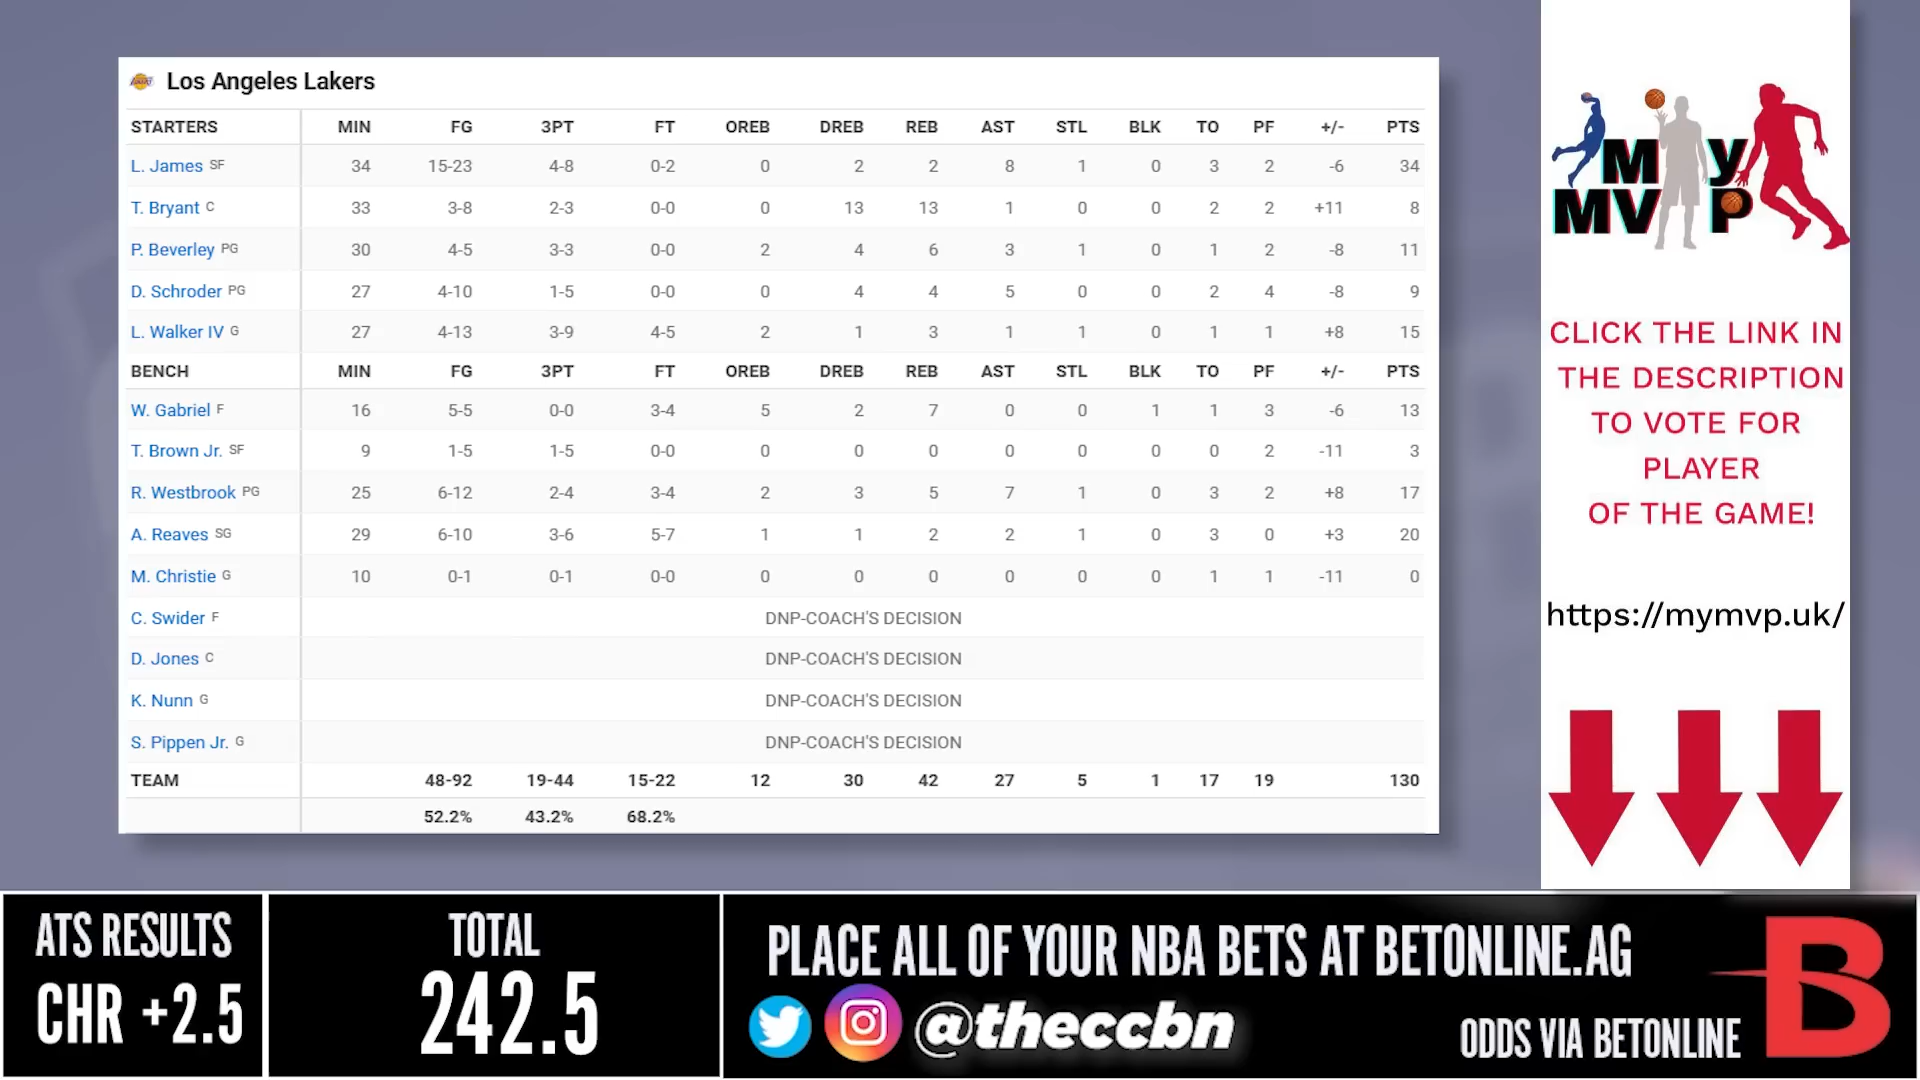 Los Angeles Lakers
STARTERS MIN FG 3PT FT OREB DREB REB AST STL BLK TO PF +/- PTS
L. James SF 34 15-23 4-8 0-2 0 2 2 8 1 0 3 2 -6 34
T. Bryant C 33 3-8 2-3 0-0 0 13 13 1 0 0 2 2 +11 8
P. Beverley PG 30 4-5 3-3 0-0 2 4 6 3 1 0 1 2 -8 11
D. Schroder PG 27 4-10 1-5 0-0 0 4 4 5 0 0 2 4 -8 9
L. Walker IV G 27 4-13 3-9 4-5 2 1 3 1 1 0 1 1 +8 15
BENCH MIN FG 3PT FT OREB DREB REB AST STL BLK TO PF +/- PTS
W. Gabriel F 16 5-5 0-0 3-4 5 2 7 0 0 1 1 3 -6 13
T. Brown Jr. SF 9 1-5 1-5 0-0 0 0 0 0 0 0 0 2 -11 3
R. Westbrook PG 25 6-12 2-4 3-4 2 3 5 7 1 0 3 2 +8 17
A. Reaves SG 29 6-10 3-6 5-7 1 1 2 2 1 0 3 0 +3 20
M. Christie G 10 0-1 0-1 0-0 0 0 0 0 0 0 1 1 -11 0
C. Swider F DNP-COACH'S DECISION
D. Jones C DNP-COACH'S DECISION
K. Nunn G DNP-COACH'S DECISION
S. Pippen Jr. G DNP-COACH'S DECISION
TEAM 48-92 19-44 15-22 12 30 42 27 5 1 17 19 130
52.2% 43.2% 68.2%
My
MVP
CLICK THE LINK IN
THE DESCRIPTION
TO VOTE FOR
PLAYER
OF THE GAME!
https://mymvp.uk/
ATS RESULTS
CHR +2.5
TOTAL
242.5
PLACE ALL OF YOUR NBA BETS AT BETONLINE.AG
@theccbn
ODDS VIA BETONLINE
B